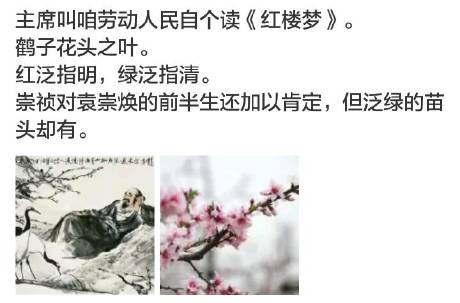 主席叫咱劳动人民自个读《红楼梦》。
鹤子花头之叶。
红泛指明，绿泛指清。
崇祯对袁崇焕的前半生还加以肯定，但泛绿的苗
头却有。